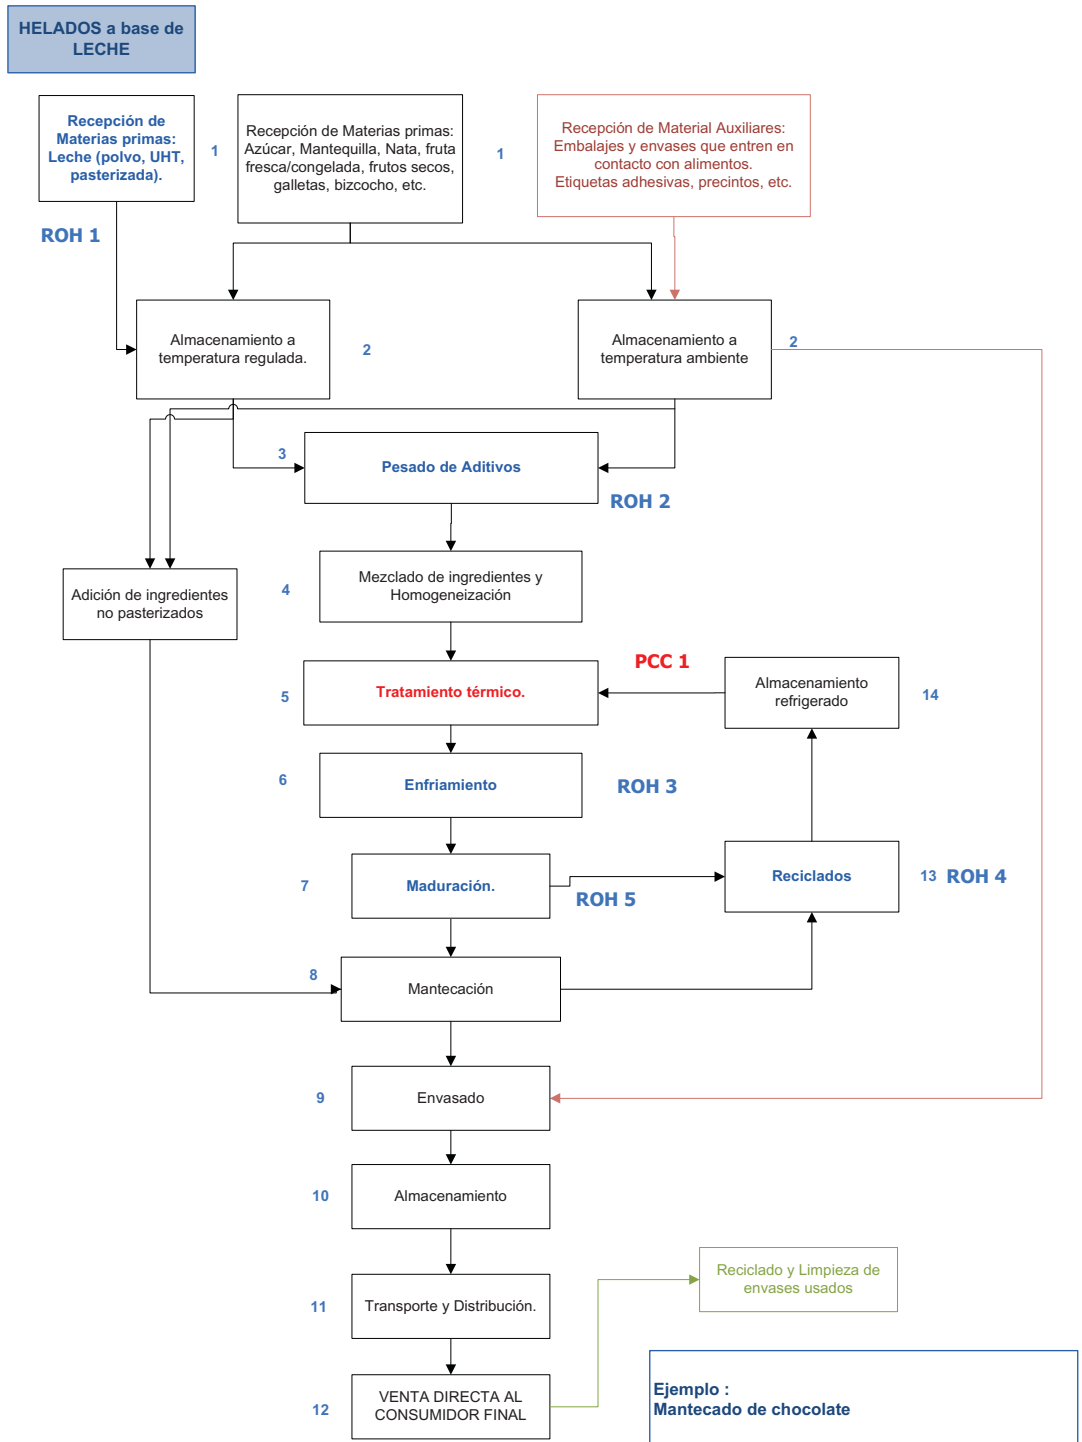 HELADOS a base de
LECHE
Recepción de
Materias primas:
Leche (polvo, UHT,
pasterizada).
1
Recepción de Materias primas:
Azúcar, Mantequilla, Nata, fruta
fresca/congelada, frutos secos,
galletas, bizcocho, etc.
1
Recepción de Material Auxiliares:
Embalajes y envases que entren en
contacto con alimentos.
Etiquetas adhesivas, precintos, etc.
ROH 1
Almacenamiento a
temperatura regulada.
2
Almacenamiento a
temperatura ambiente
2
3
Pesado de Aditivos
ROH 2
Adición de ingredientes
no pasterizados
4
Mezclado de ingredientes y
Homogeneización
PCC 1
5
Tratamiento térmico.
Almacenamiento
refrigerado
14
6
Enfriamiento
ROH 3
7
Maduración.
ROH 5
Reciclados
13 ROH 4
8
Mantecación
9
Envasado
10
Almacenamiento
Reciclado y Limpieza de
envases usados
11
Transporte y Distribución.
12
VENTA DIRECTA AL
CONSUMIDOR FINAL
Ejemplo :
Mantecado de chocolate